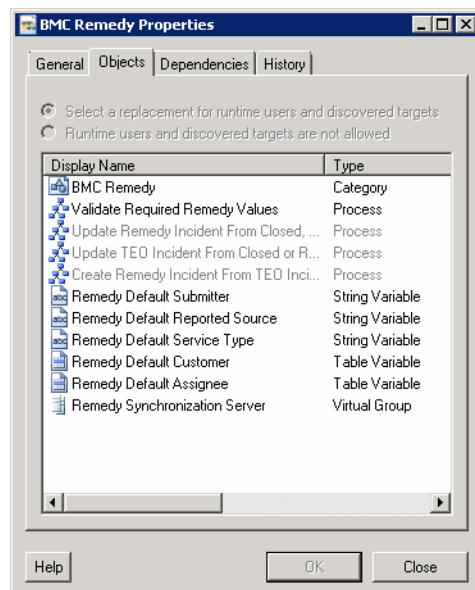 BMC Remedy Properties
General Objects Dependencies History
Select a replacement for runtime users and discovered targets
Runtime users and discovered targets are not allowed
Display Name Type
BMC Remedy Category
Validate Required Remedy Values Process
Update Remedy Incident From Closed, ... Process
Update TEO Incident From Closed or R... Process
Create Remedy Incident From TEO Inci... Process
Remedy Default Submitter String Variable
Remedy Default Reported Source String Variable
Remedy Default Service Type String Variable
Remedy Default Customer Table Variable
Remedy Default Assignee Table Variable
Remedy Synchronization Server Virtual Group
Help OK Close